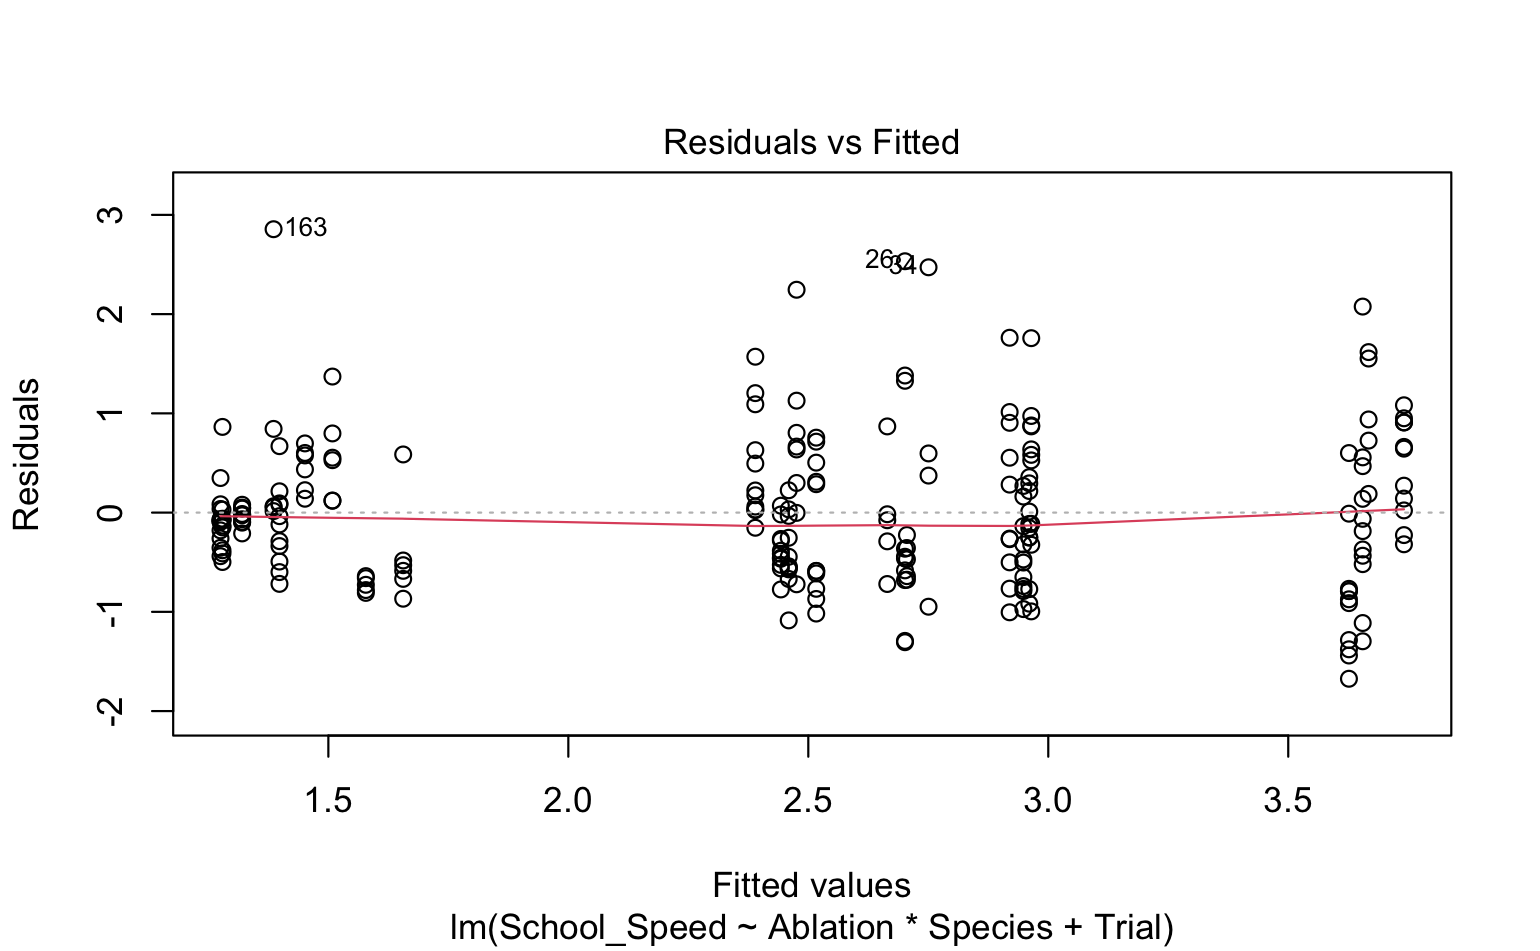 Residuals vs Fitted
Residuals
3
2
1
0
-1
-2
163
26
34
1.5 2.0 2.5 3.0 3.5
Fitted values
lm(School_Speed ~ Ablation * Species + Trial)